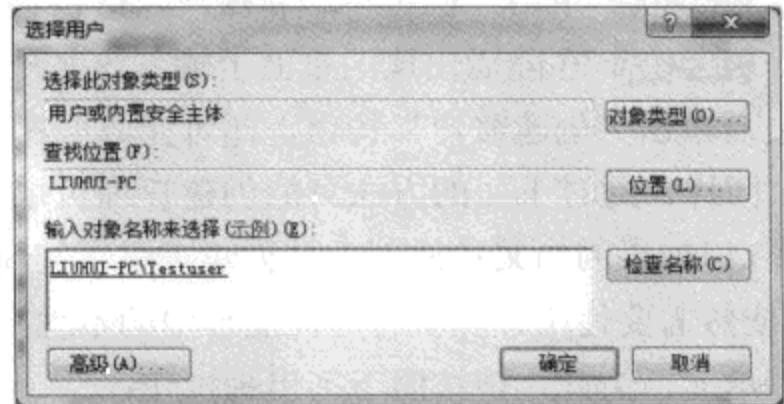 选择用户
选择此对象类型(S):
用户或内置安全主体
对象类型(O)...
查找位置(F):
LIUHUI-PC
位置(L)...
输入对象名称来选择(示例)(E):
LIUHUI-PC\Testuser
检查名称(C)
高级(A)...
确定
取消